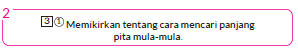 2
3 ① Memikirkan tentang cara mencari panjang
pita mula-mula.